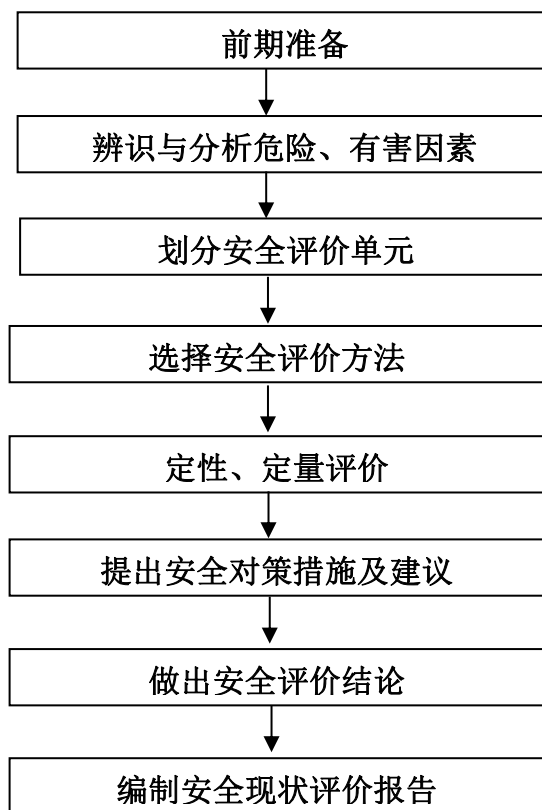 前期准备
辨识与分析危险、有害因素
划分安全评价单元
选择安全评价方法
定性、定量评价
提出安全对策措施及建议
做出安全评价结论
编制安全现状评价报告